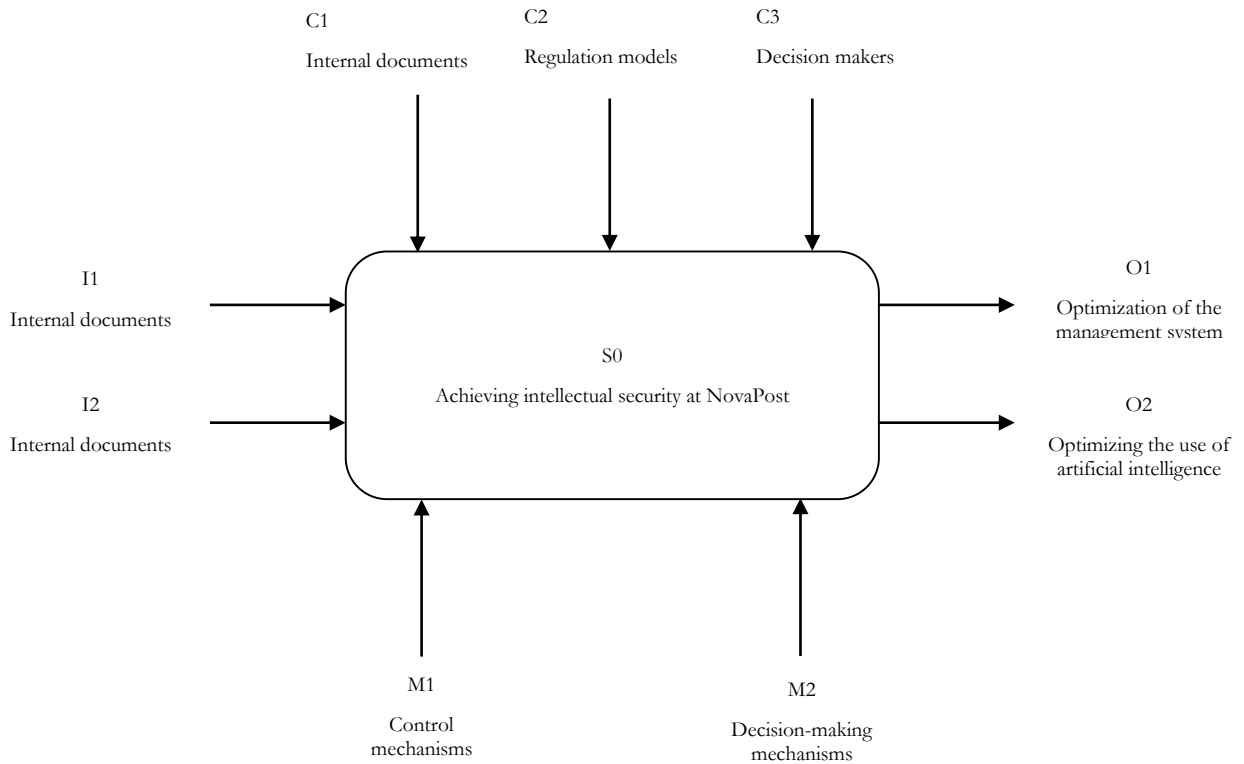 C1
Internal documents
C2
Regulation models
C3
Decision makers
I1
Internal documents
I2
Internal documents
S0
Achieving intellectual security at NovaPost
O1
Optimization of the
management system
O2
Optimizing the use of
artificial intelligence
M1
Control
mechanisms
M2
Decision-making
mechanisms